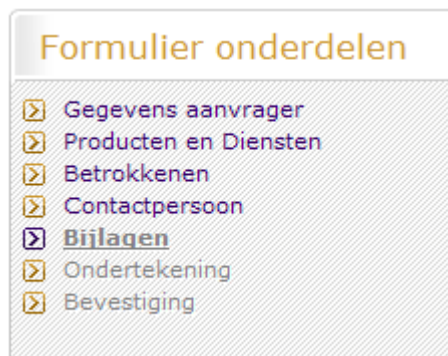 Formulier onderdelen
Gegevens aanvrager
Producten en Diensten
Betrokkenen
Contactpersoon
Bijlagen
Ondertekening
Bevestiging